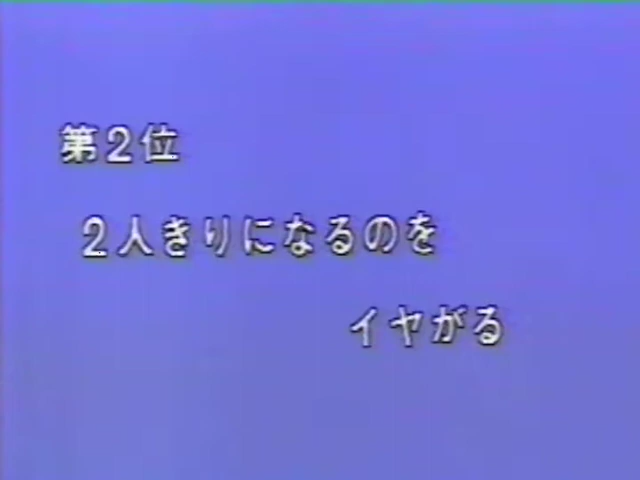 第2位
2人きりになるのを
イヤがる